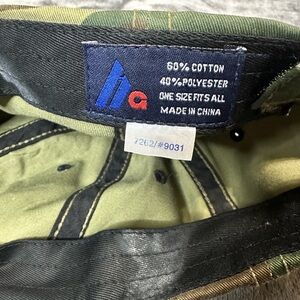 60% COTTON
40% POLYESTER
ONE SIZE FITS ALL
MADE IN CHINA
7262/#9031